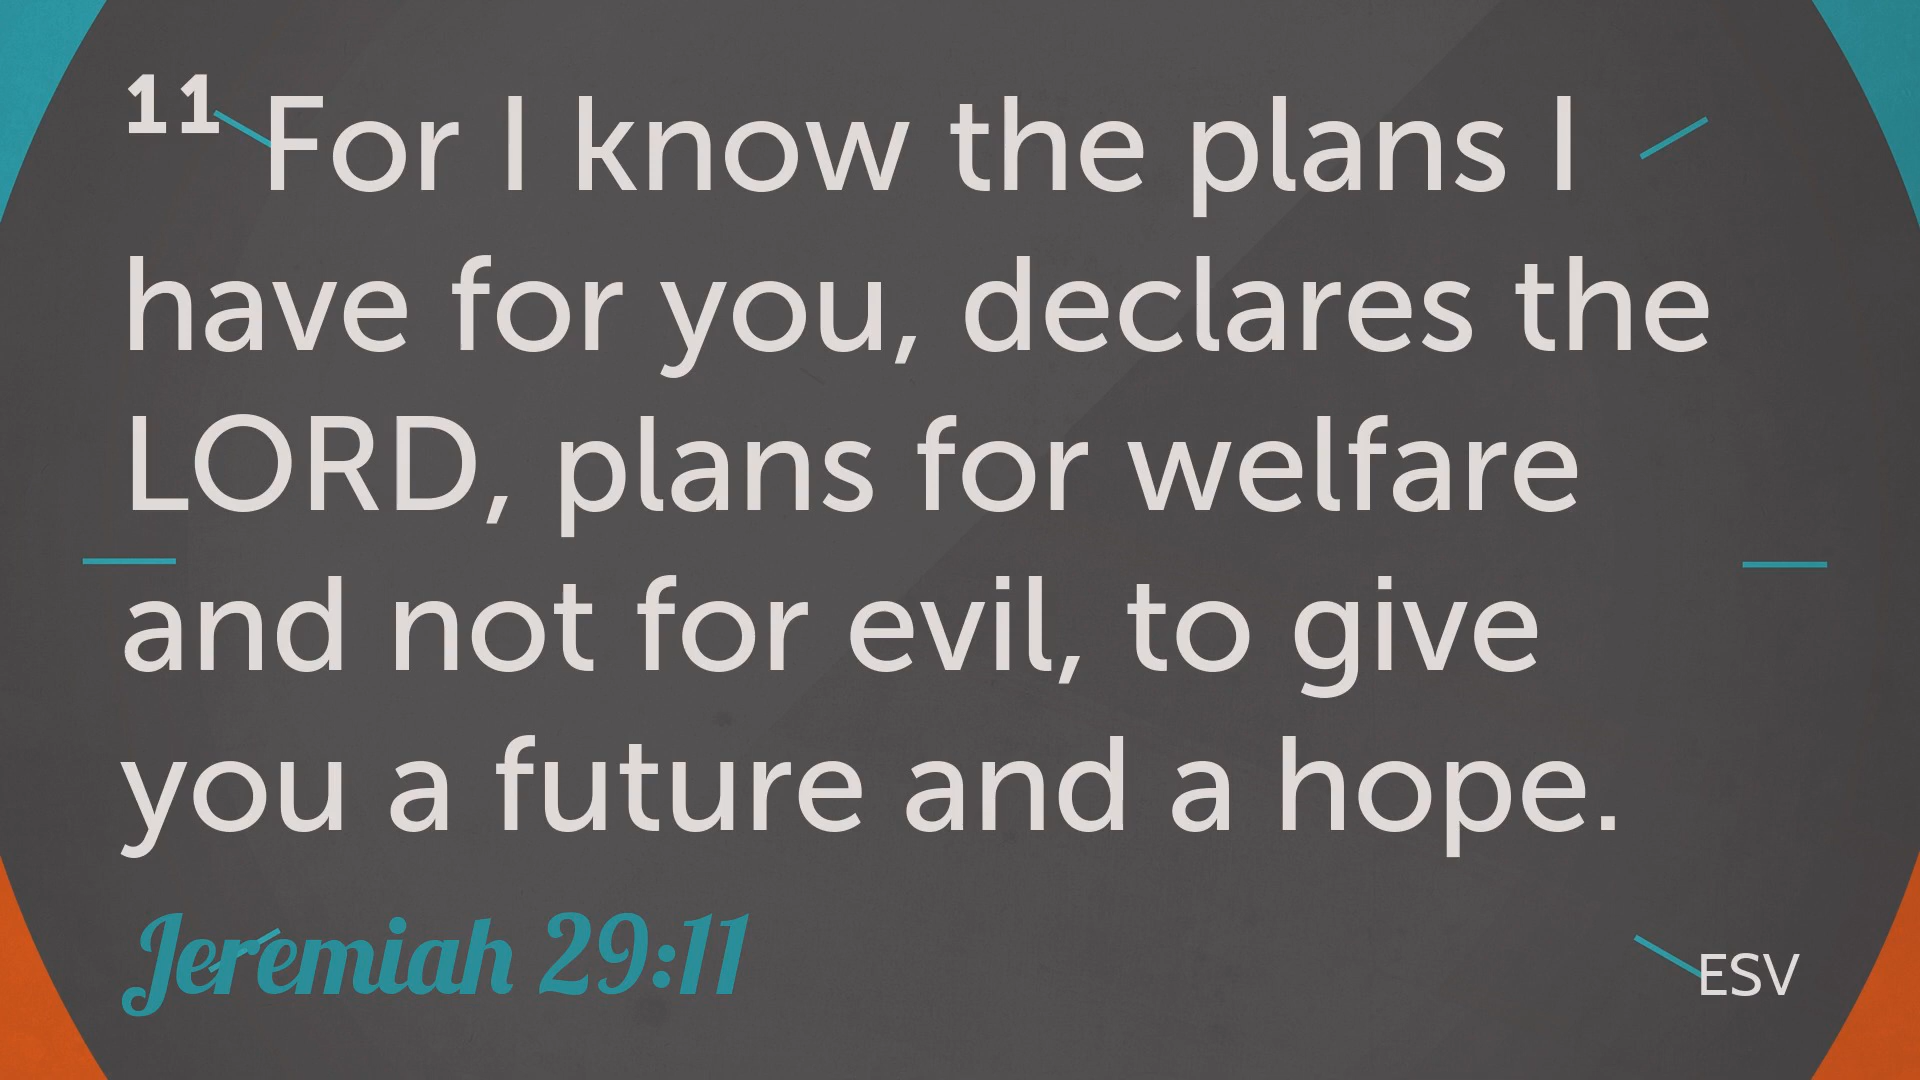 ¹¹ For I know the plans I
have for you, declares the
LORD, plans for welfare
and not for evil, to give
you a future and a hope.
Jeremiah 29:11
ESV